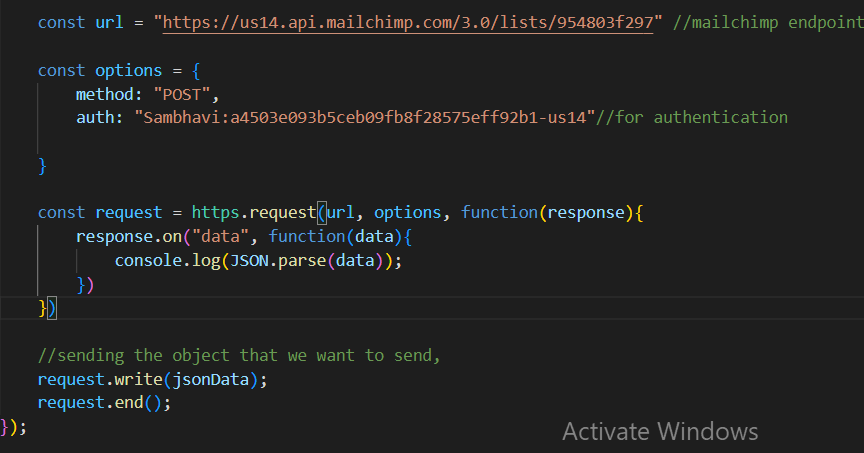 const url = "https://us14.api.mailchimp.com/3.0/lists/954803f297" //mailchimp endpoint
const options = {
method: "POST",
auth: "Sambhavi:a4503e093b5ceb09fb8f28575eff92b1-us14"//for authentication
}
const request = https.request(url, options, function(response){
response.on("data", function(data){
console.log(JSON.parse(data));
})
})
//sending the object that we want to send,
request.write(jsonData);
request.end();
});
Activate Windows